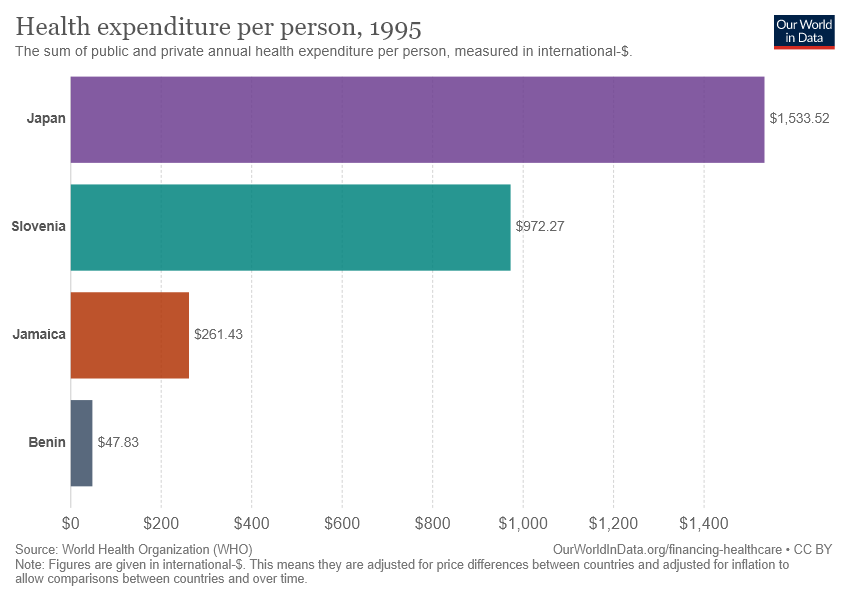 Health expenditure per person, 1995
Our World
in Data
The sum of public and private annual health expenditure per person, measured in international-$.
Japan
$1,533.52
Slovenia
$972.27
Jamaica
$261.43
Benin
$47.83
$0 $200 $400 $600 $800 $1,000 $1,200 $1,400
Source: World Health Organization (WHO)
OurWorldInData.org/financing-healthcare • CC BY
Note: Figures are given in international-$. This means they are adjusted for price differences between countries and adjusted for inflation to
allow comparisons between countries and over time.